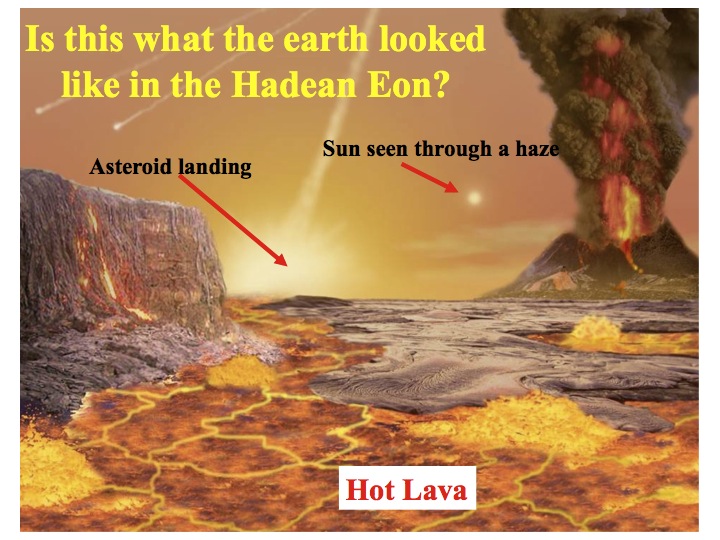 Is this what the earth looked
like in the Hadean Eon?
Sun seen through a haze
Asteroid landing
Hot Lava